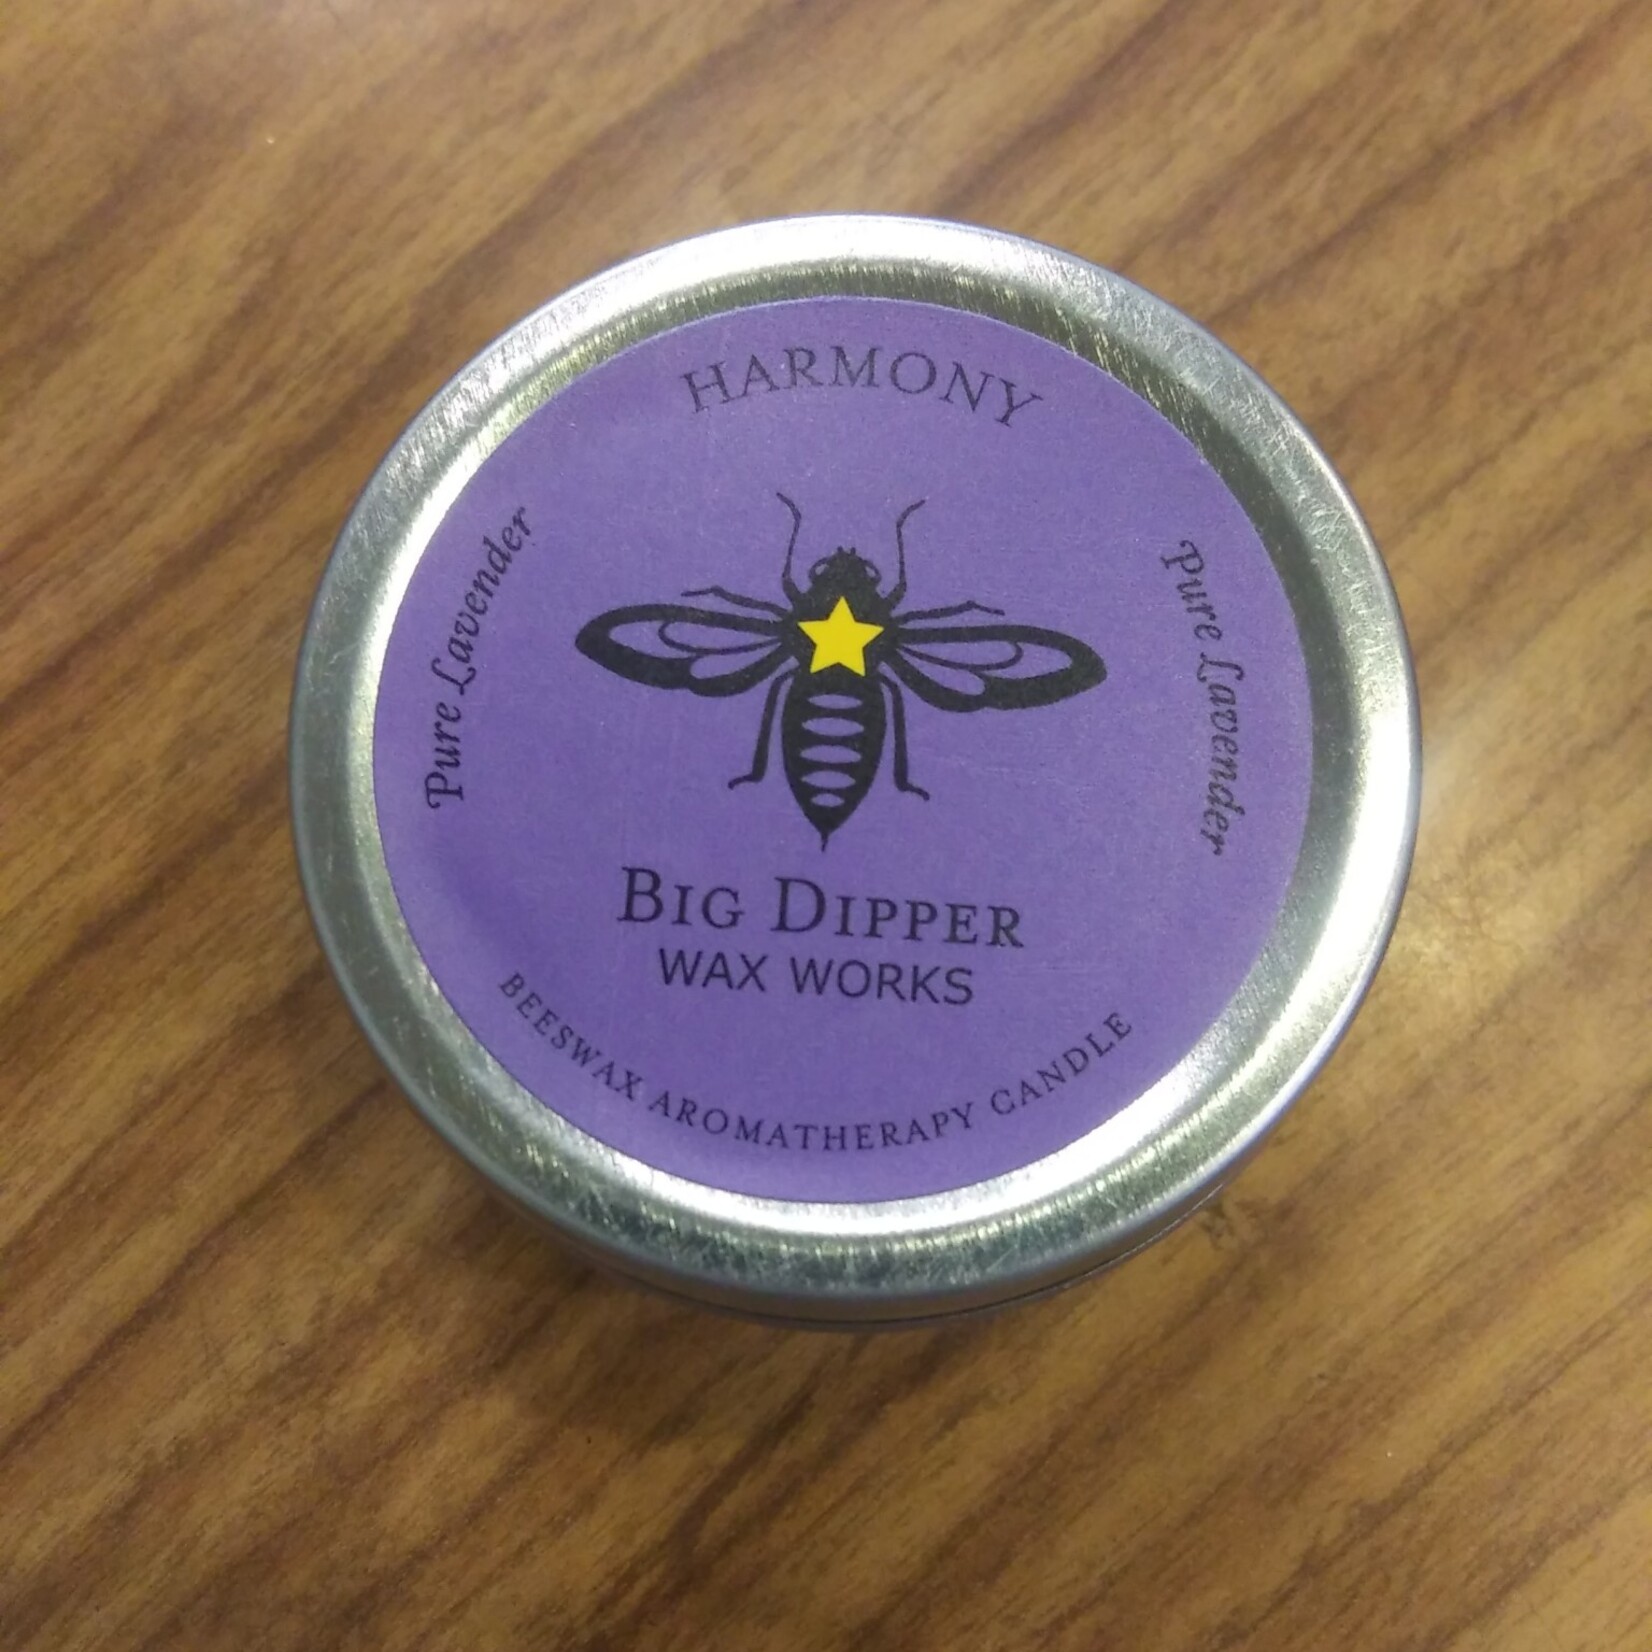 HARMONY
Pure Lavender
Pure Lavender
BIG DIPPER
WAX WORKS
BEESWAX AROMATHERAPY CANDLE